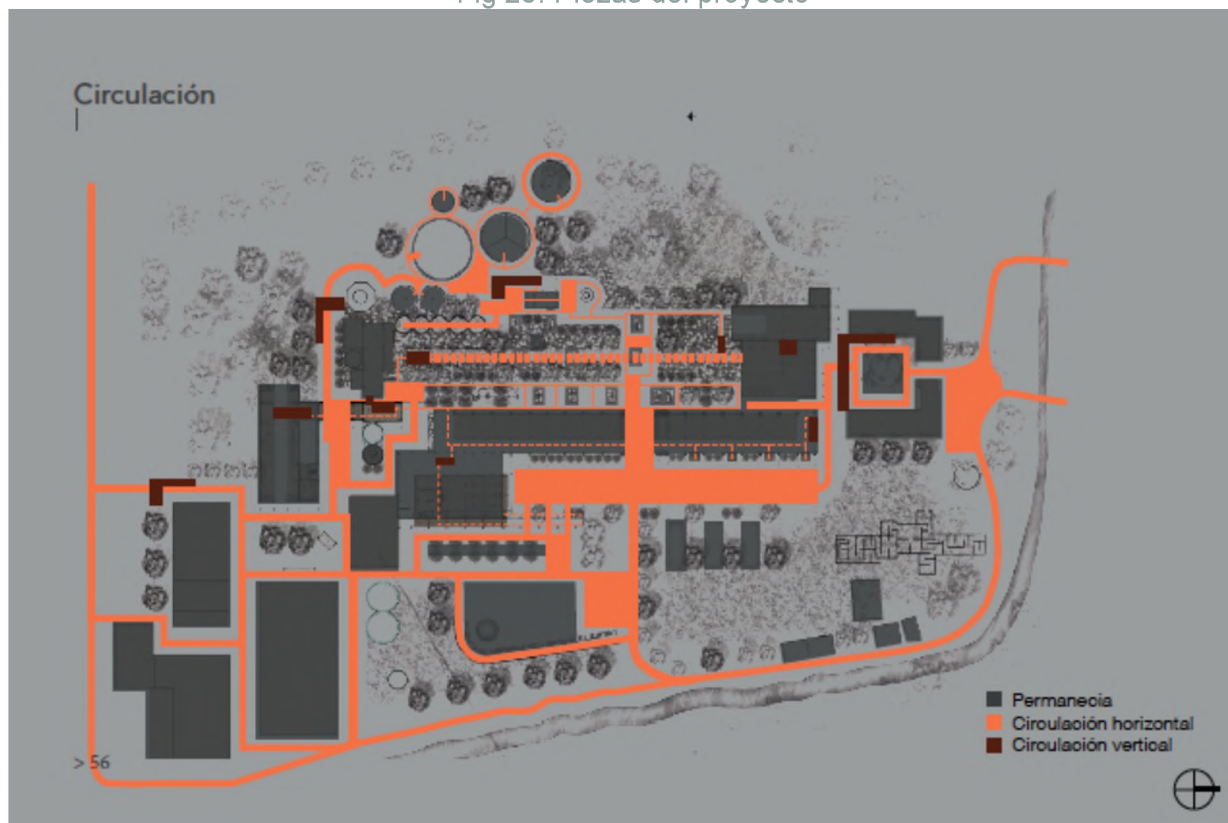 Circulación
Permanecia
Circulación horizontal
Circulación vertical
> 56